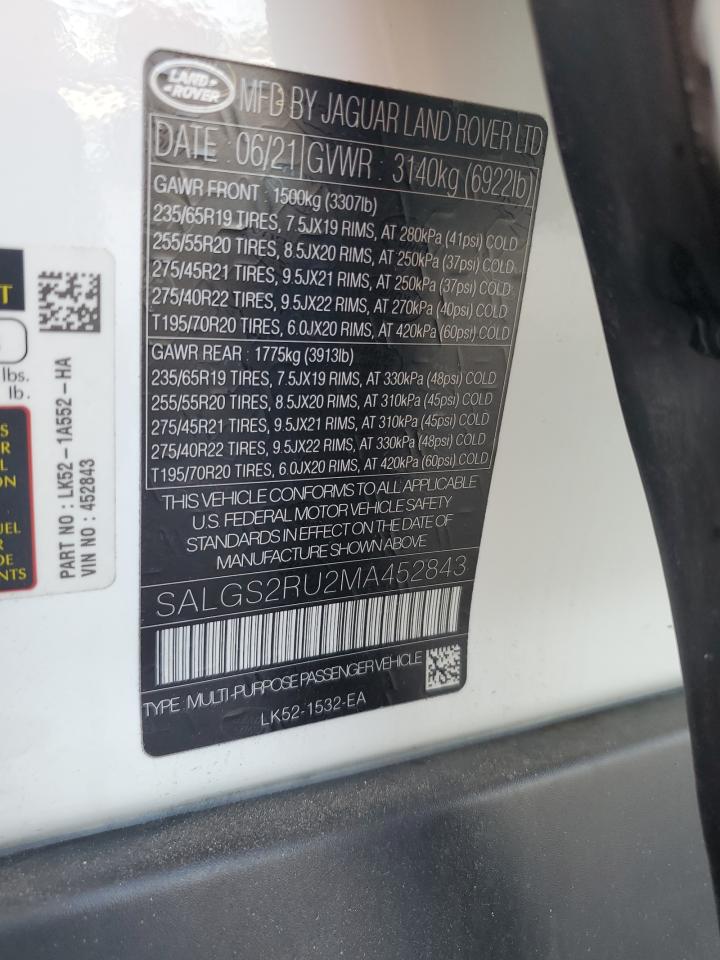 LAND ROVER
MFD BY JAGUAR LAND ROVER LTD
DATE : 06/21 GVWR : 3140kg (6922lb)
GAWR FRONT : 1500kg (3307lb)
235/65R19 TIRES, 7.5JX19 RIMS, AT 280kPa (41psi) COLD
255/55R20 TIRES, 8.5JX20 RIMS, AT 250kPa (37psi) COLD
275/45R21 TIRES, 9.5JX21 RIMS, AT 250kPa (37psi) COLD
275/40R22 TIRES, 9.5JX22 RIMS, AT 270kPa (40psi) COLD
T195/70R20 TIRES, 6.0JX20 RIMS, AT 420kPa (60psi) COLD
GAWR REAR : 1775kg (3913lb)
235/65R19 TIRES, 7.5JX19 RIMS, AT 330kPa (48psi) COLD
255/55R20 TIRES, 8.5JX20 RIMS, AT 310kPa (45psi) COLD
275/45R21 TIRES, 9.5JX21 RIMS, AT 310kPa (45psi) COLD
275/40R22 TIRES, 9.5JX22 RIMS, AT 330kPa (48psi) COLD
T195/70R20 TIRES, 6.0JX20 RIMS, AT 420kPa (60psi) COLD
THIS VEHICLE CONFORMS TO ALL APPLICABLE
U.S. FEDERAL MOTOR VEHICLE SAFETY
STANDARDS IN EFFECT ON THE DATE OF
MANUFACTURE SHOWN ABOVE
SALGS2RU2MA452843
TYPE: MULTI-PURPOSE PASSENGER VEHICLE
LK52-1532-EA
PART NO : LK52-1A552-HA
VIN NO : 452843
lbs.
lb.